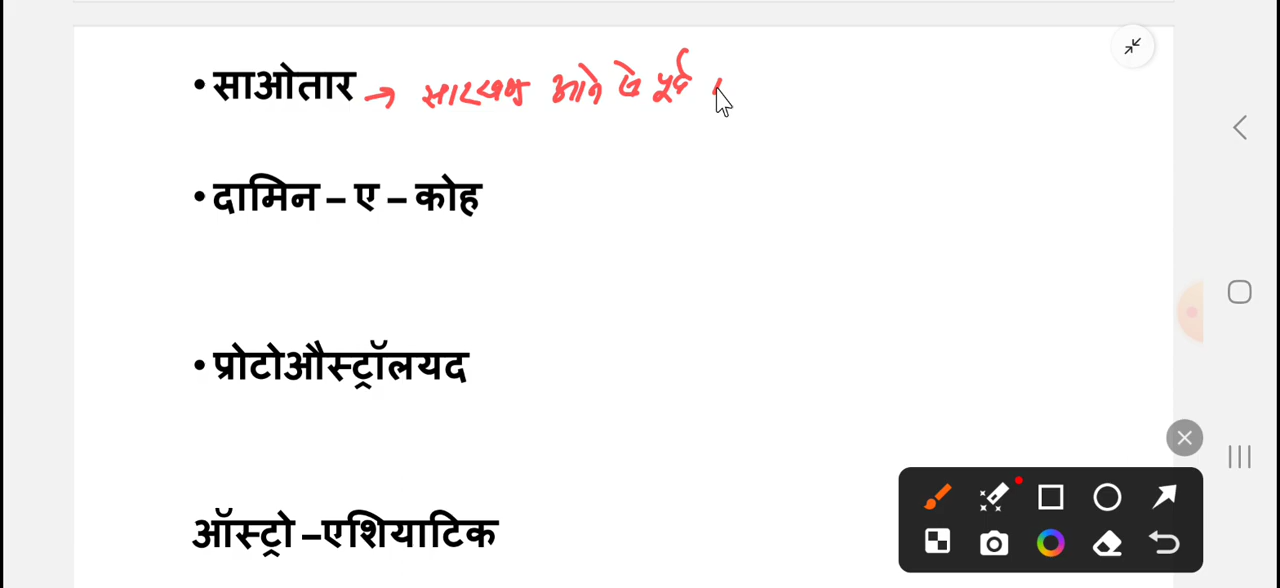 • साओतार → झारखण्ड आने के पूर्व
• दामिन – ए – कोह
• प्रोटोऔस्ट्रॉलयद
ऑस्ट्रो –एशियाटिक